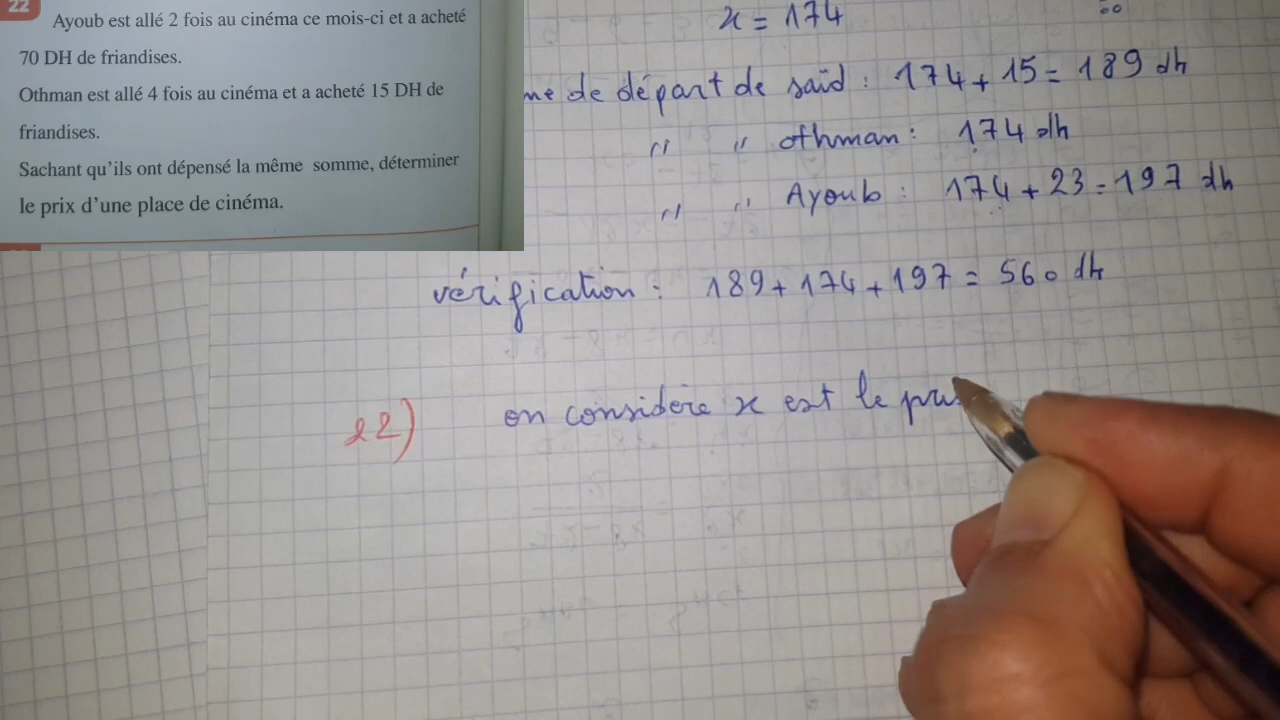 22
Ayoub est allé 2 fois au cinéma ce mois-ci et a acheté
70 DH de friandises.
Othman est allé 4 fois au cinéma et a acheté 15 DH de
friandises.
Sachant qu'ils ont dépensé la même somme, déterminer
le prix d'une place de cinéma.
x = 174
me de départ de saïd : 174 + 15 = 189 dh
" " othman : 174 dh
" " Ayoub : 174 + 23 = 197 dh
vérification : 189 + 174 + 197 = 560 dh
22) on considère x est le prix